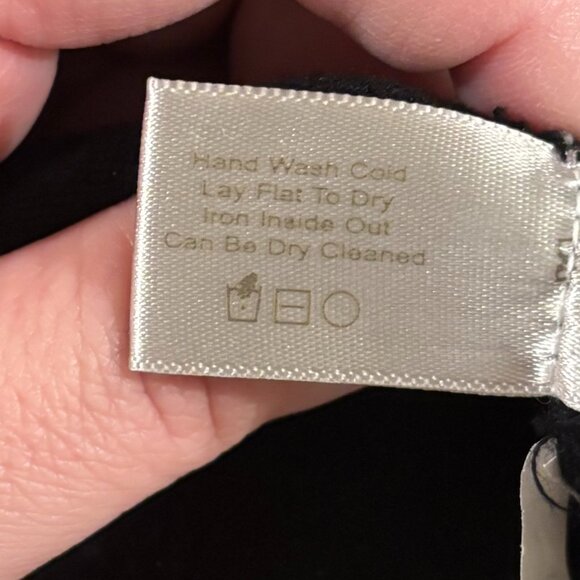 Hand Wash Cold
Lay Flat To Dry
Iron Inside Out
Can Be Dry Cleaned